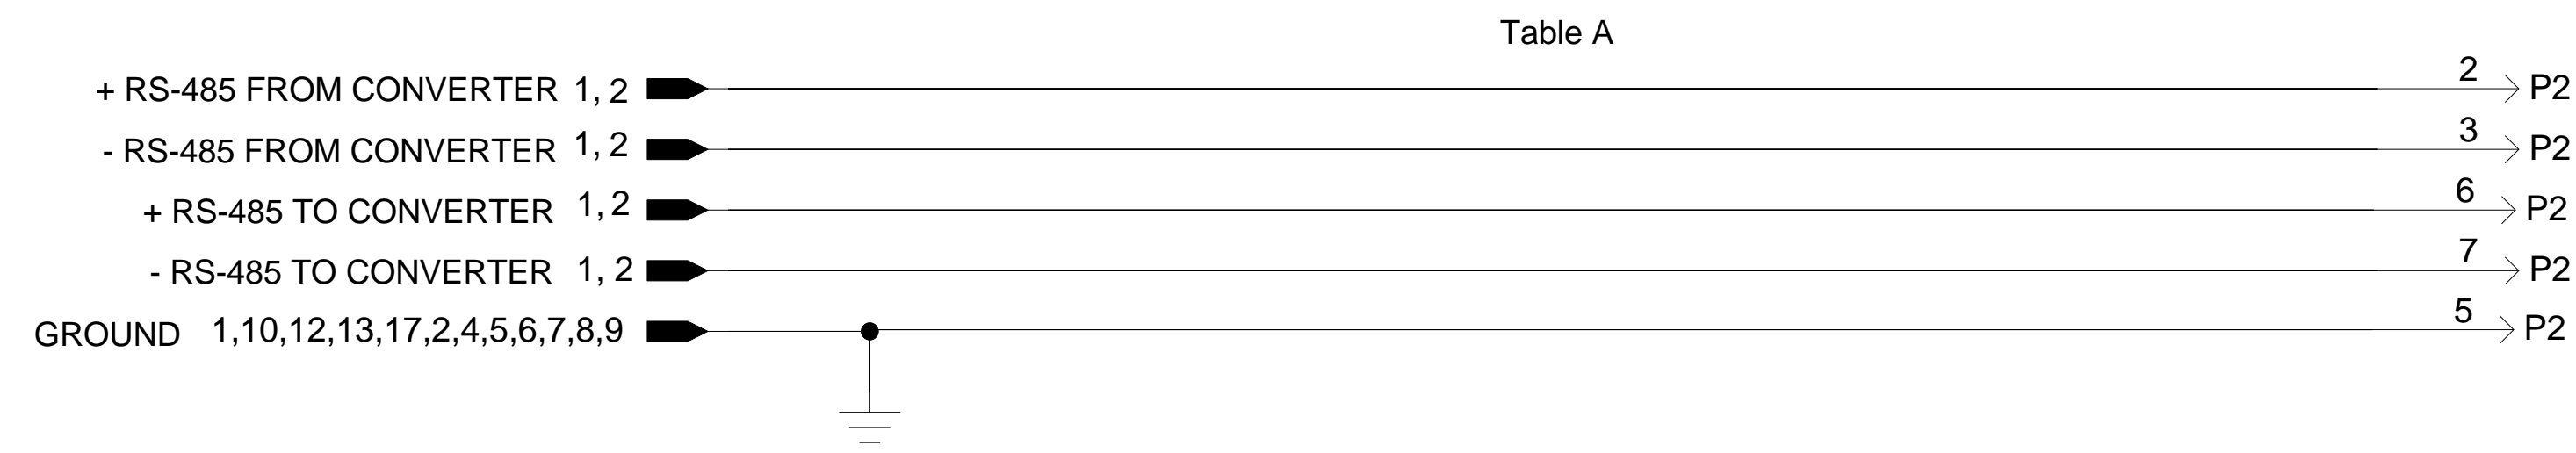 Table A
+ RS-485 FROM CONVERTER 1, 2 2 P2
- RS-485 FROM CONVERTER 1, 2 3 P2
+ RS-485 TO CONVERTER 1, 2 6 P2
- RS-485 TO CONVERTER 1, 2 7 P2
GROUND 1,10,12,13,17,2,4,5,6,7,8,9 5 P2